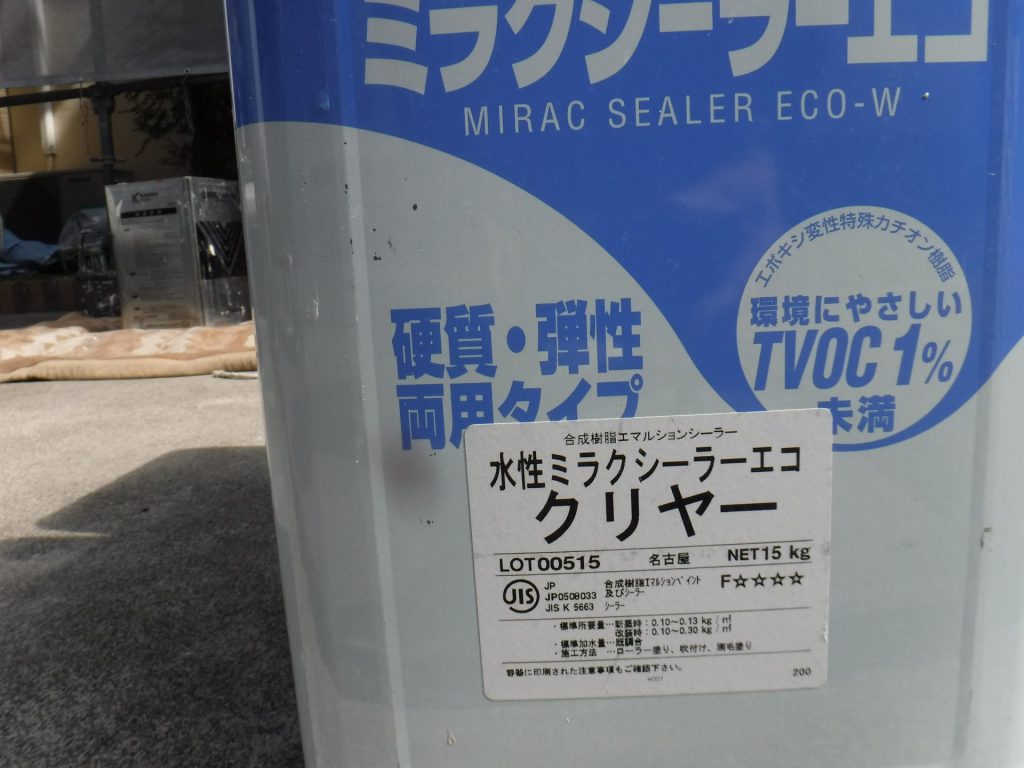 ミラクシーラーエコ
MIRAC SEALER ECO-W
エポキシ変性特殊カチオン樹脂
環境にやさしい
TVOC 1%
未満
硬質・弾性
両用タイプ
合成樹脂エマルションシーラー
水性ミラクシーラーエコ
クリヤー
LOT00515 名古屋 NET15 kg
JIS JP 合成樹脂エマルションペイント F☆☆☆☆
JP0508033 及びシーラー
JIS K 5663 シーラー
・標準所要量…新築時:0.10～0.13 kg/㎡
改装時:0.10～0.30 kg/㎡
・標準加水量…既調合
・施工方法 …ローラー塗り、吹付け、刷毛塗り
容器に印刷された注意事項もご確認下さい。 200
H001